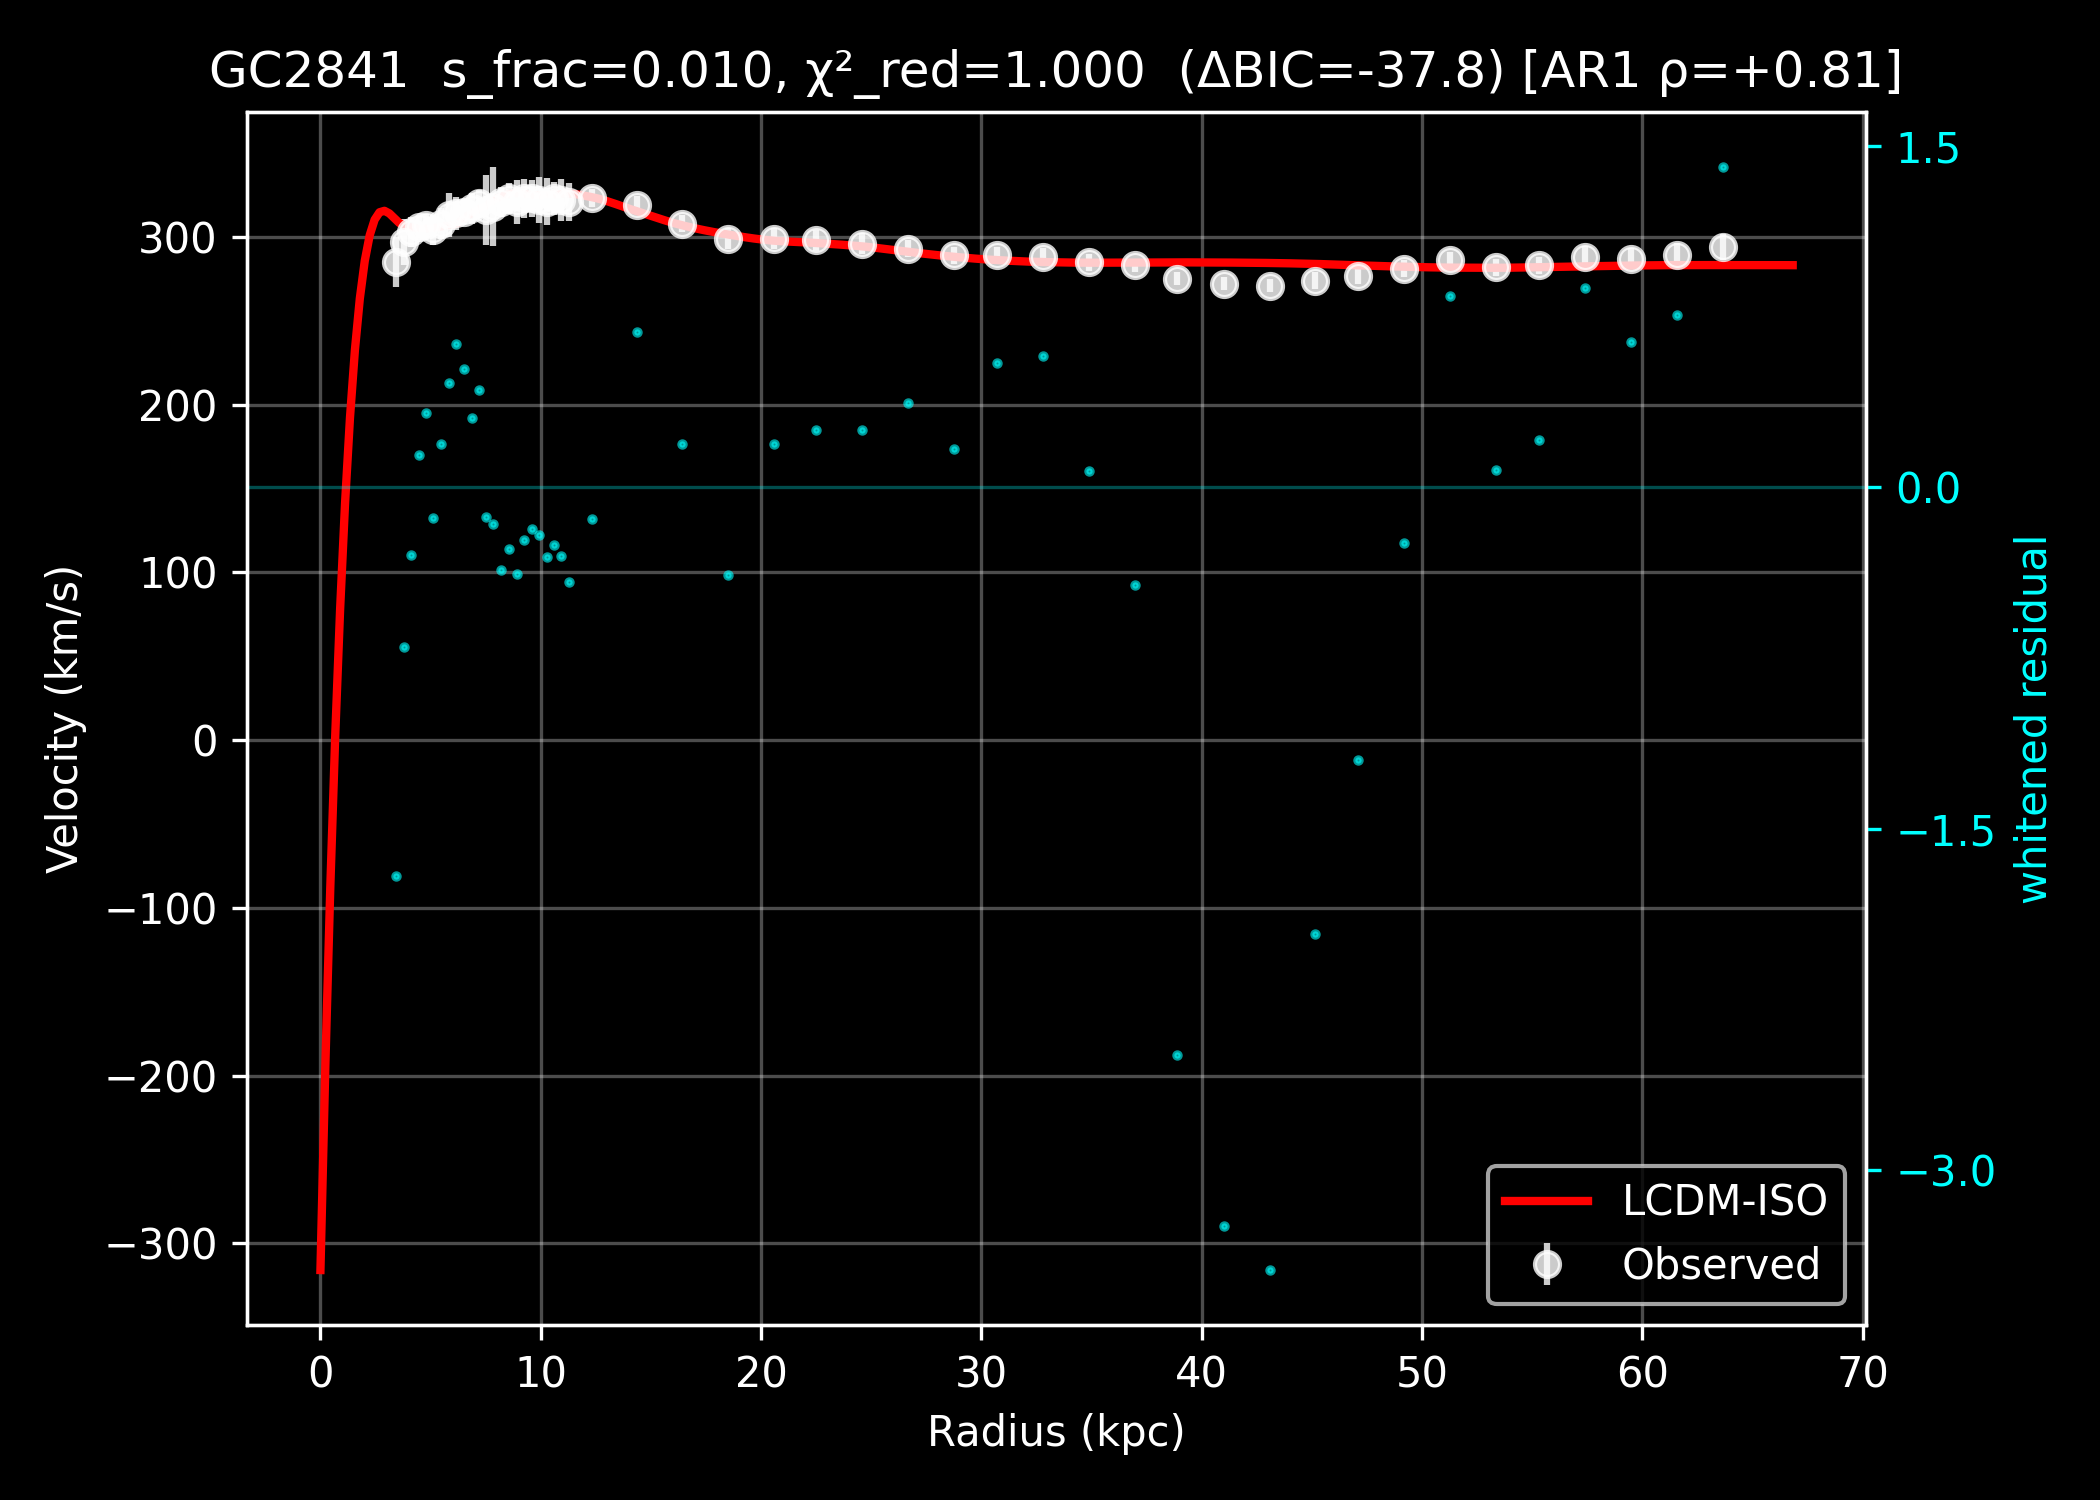 GC2841  s_frac=0.010, χ²_red=1.000  (ΔBIC=-37.8) [AR1 ρ=+0.81]
Velocity (km/s)
300
200
100
0
−100
−200
−300
1.5
0.0
−1.5
−3.0
whitened residual
LCDM-ISO
Observed
0 10 20 30 40 50 60 70
Radius (kpc)